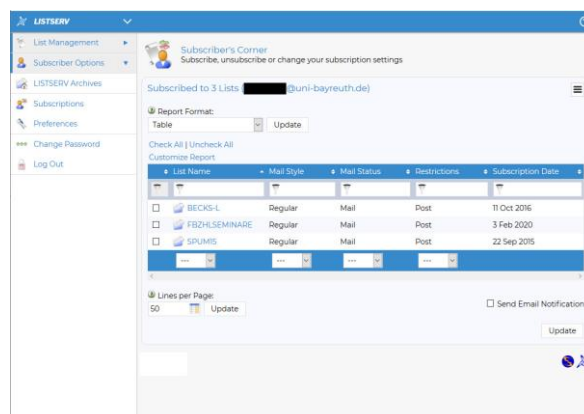 LISTSERV
List Management
Subscriber Options
LISTSERV Archives
Subscriptions
Preferences
Change Password
Log Out
Subscriber's Corner
Subscribe, unsubscribe or change your subscription settings
Subscribed to 3 Lists ( @uni-bayreuth.de)
Report Format:
Table Update
Check All | Uncheck All
Customize Report
List Name Mail Style Mail Status Restrictions Subscription Date
BECKS-L Regular Mail Post 11 Oct 2016
FBZHLSEMINARE Regular Mail Post 3 Feb 2020
SPUMIS Regular Mail Post 22 Sep 2015
--- --- --- ---
Lines per Page:
50 Update
Send Email Notification
Update